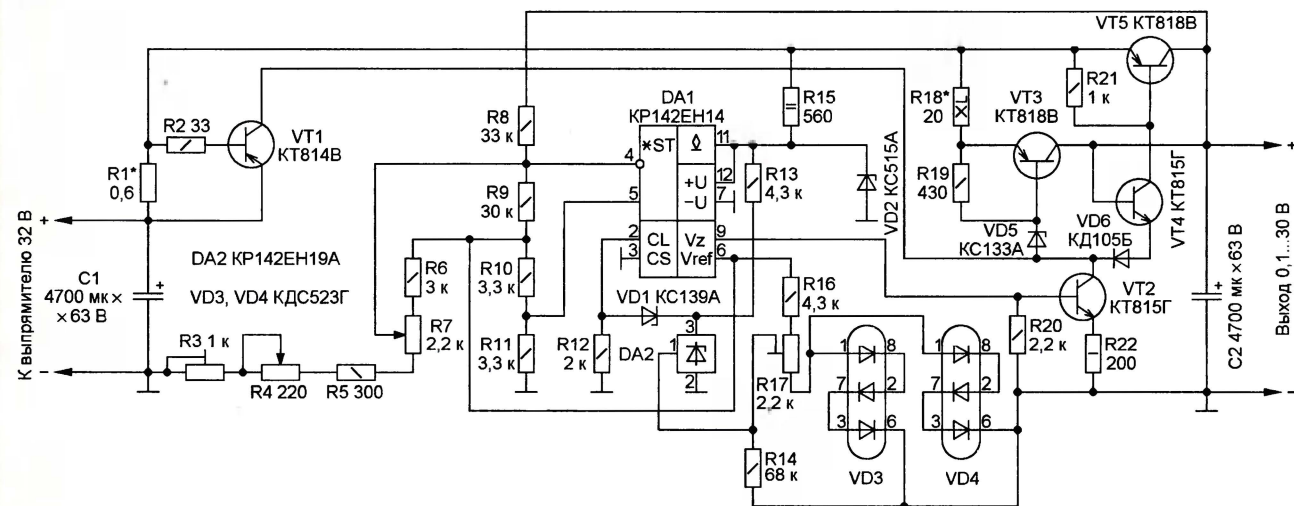 VT5 КТ818В
R2 33
VT1
КТ814В
R1*
0,6
R8
33 к
DA1
КР142ЕН14
*ST
4
5
2
3
CL
CS
11
12
7
9
6
+U
−U
Vz
Vref
R15
560
R13
4,3 к
VD2 КС515А
R18*
20
XL
VT3
КТ818В
R21
1 к
R19
430
VD5
КС133А
VD6
КД105Б
VT4 КТ815Г
R9
30 к
К выпрямителю 32 В
+
−
C1
4700 мк ×
× 63 В
+
DA2 КР142ЕН19А
VD3, VD4 КДС523Г
R6
3 к
R7
2,2 к
R10
3,3 к
R11
3,3 к
VD1 КС139А
R12
2 к
DA2
1
3
2
R16
4,3 к
R17
2,2 к
R14
68 к
R3 1 к
R4 220
R5 300
1
8
7
2
3
6
VD3
1
8
7
2
3
6
VD4
R20
2,2 к
VT2
КТ815Г
R22
200
+
C2 4700 мк ×63 В
Выход 0,1...30 В
+
−